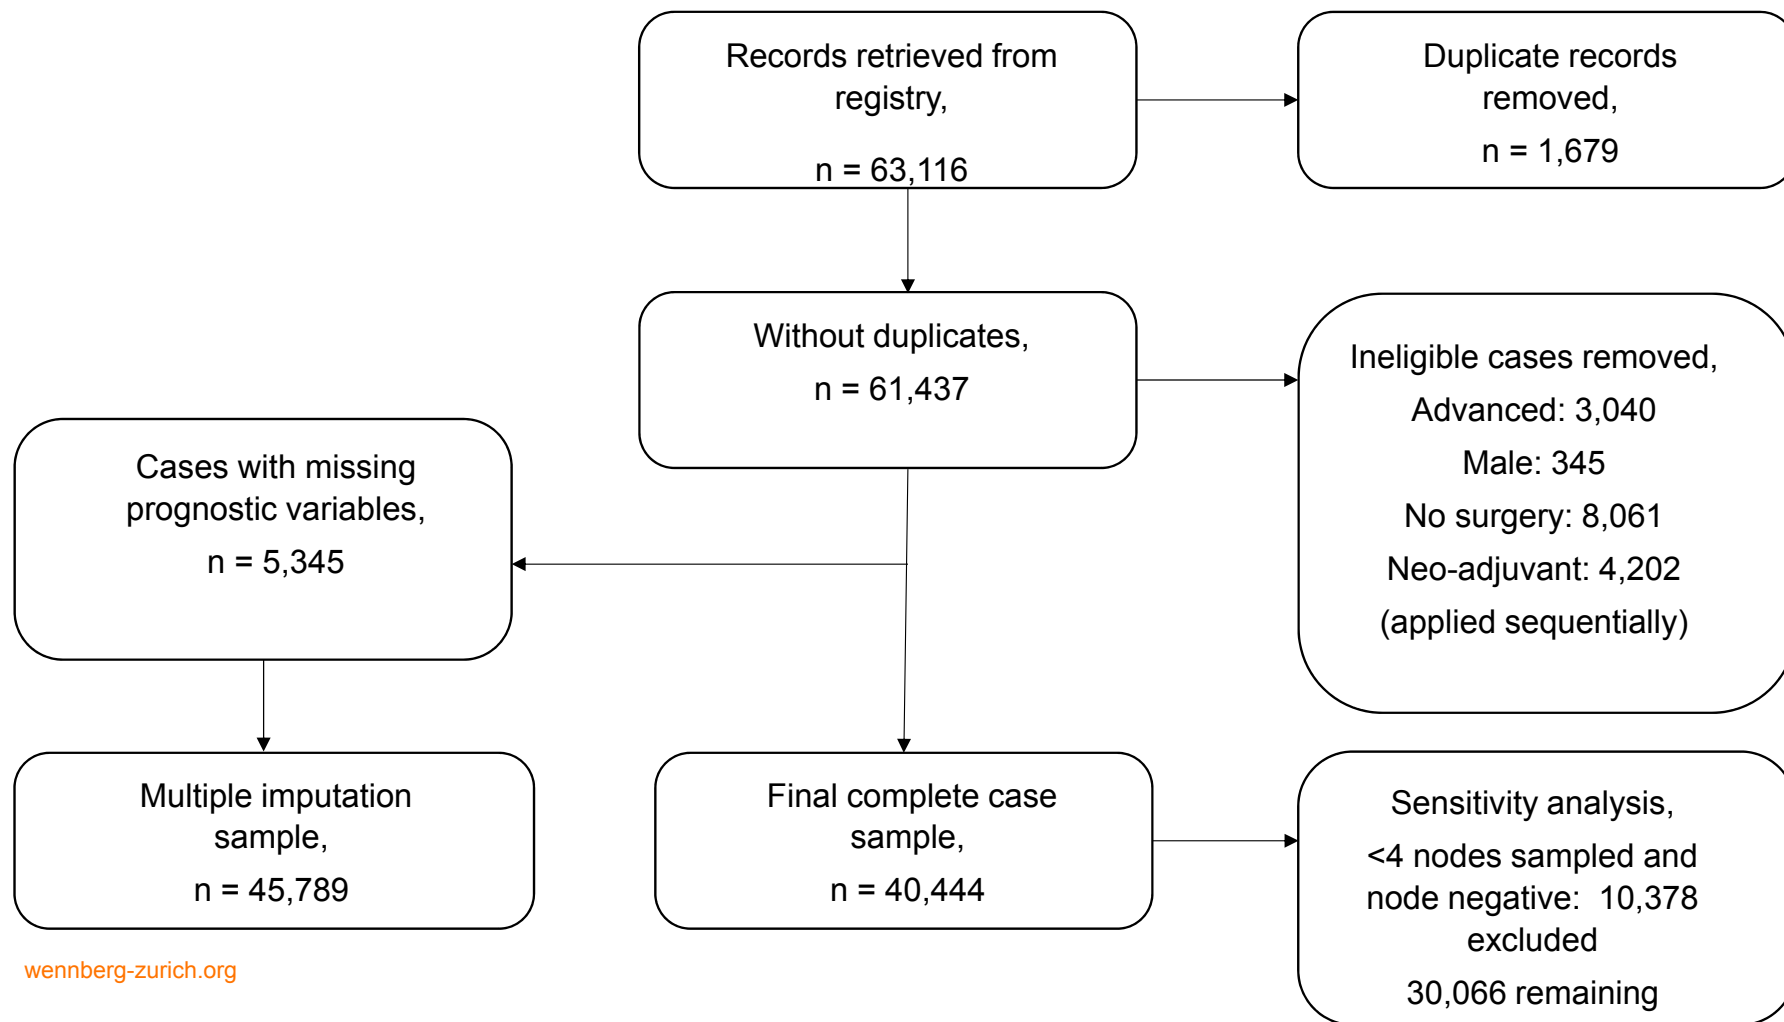 Records retrieved from
registry,
n = 63,116
Duplicate records
removed,
n = 1,679
Without duplicates,
n = 61,437
Ineligible cases removed,
Advanced: 3,040
Male: 345
No surgery: 8,061
Neo-adjuvant: 4,202
(applied sequentially)
Cases with missing
prognostic variables,
n = 5,345
Multiple imputation
sample,
n = 45,789
Final complete case
sample,
n = 40,444
Sensitivity analysis,
<4 nodes sampled and
node negative:  10,378
excluded
30,066 remaining
wennberg-zurich.org